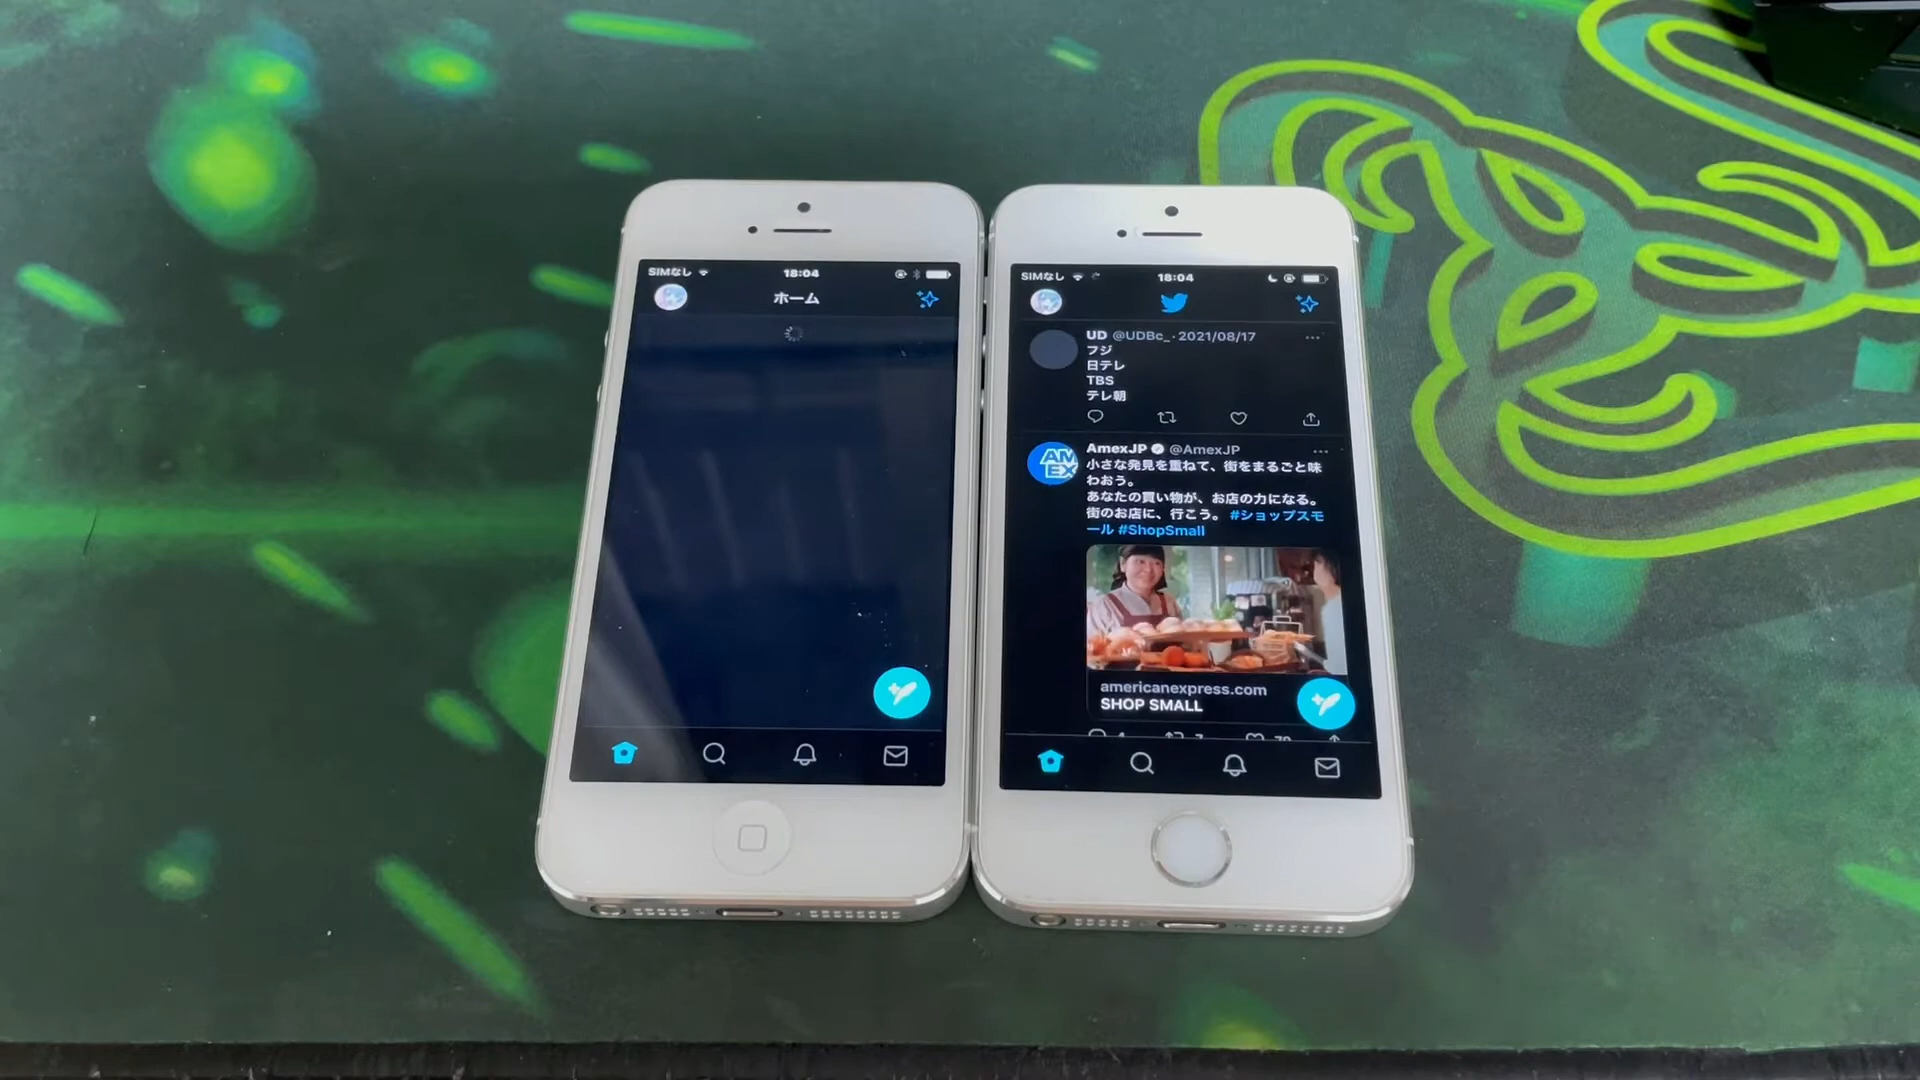 SIMなし
18:04
ホーム
SIMなし
18:04
UD @UDBc_・2021/08/17
フジ
日テレ
TBS
テレ朝
AmexJP @AmexJP
AM
EX
小さな発見を重ねて、街をまるごと味
わおう。
あなたの買い物が、お店の力になる。
街のお店に、行こう。 #ショップスモ
ール #ShopSmall
americanexpress.com
SHOP SMALL